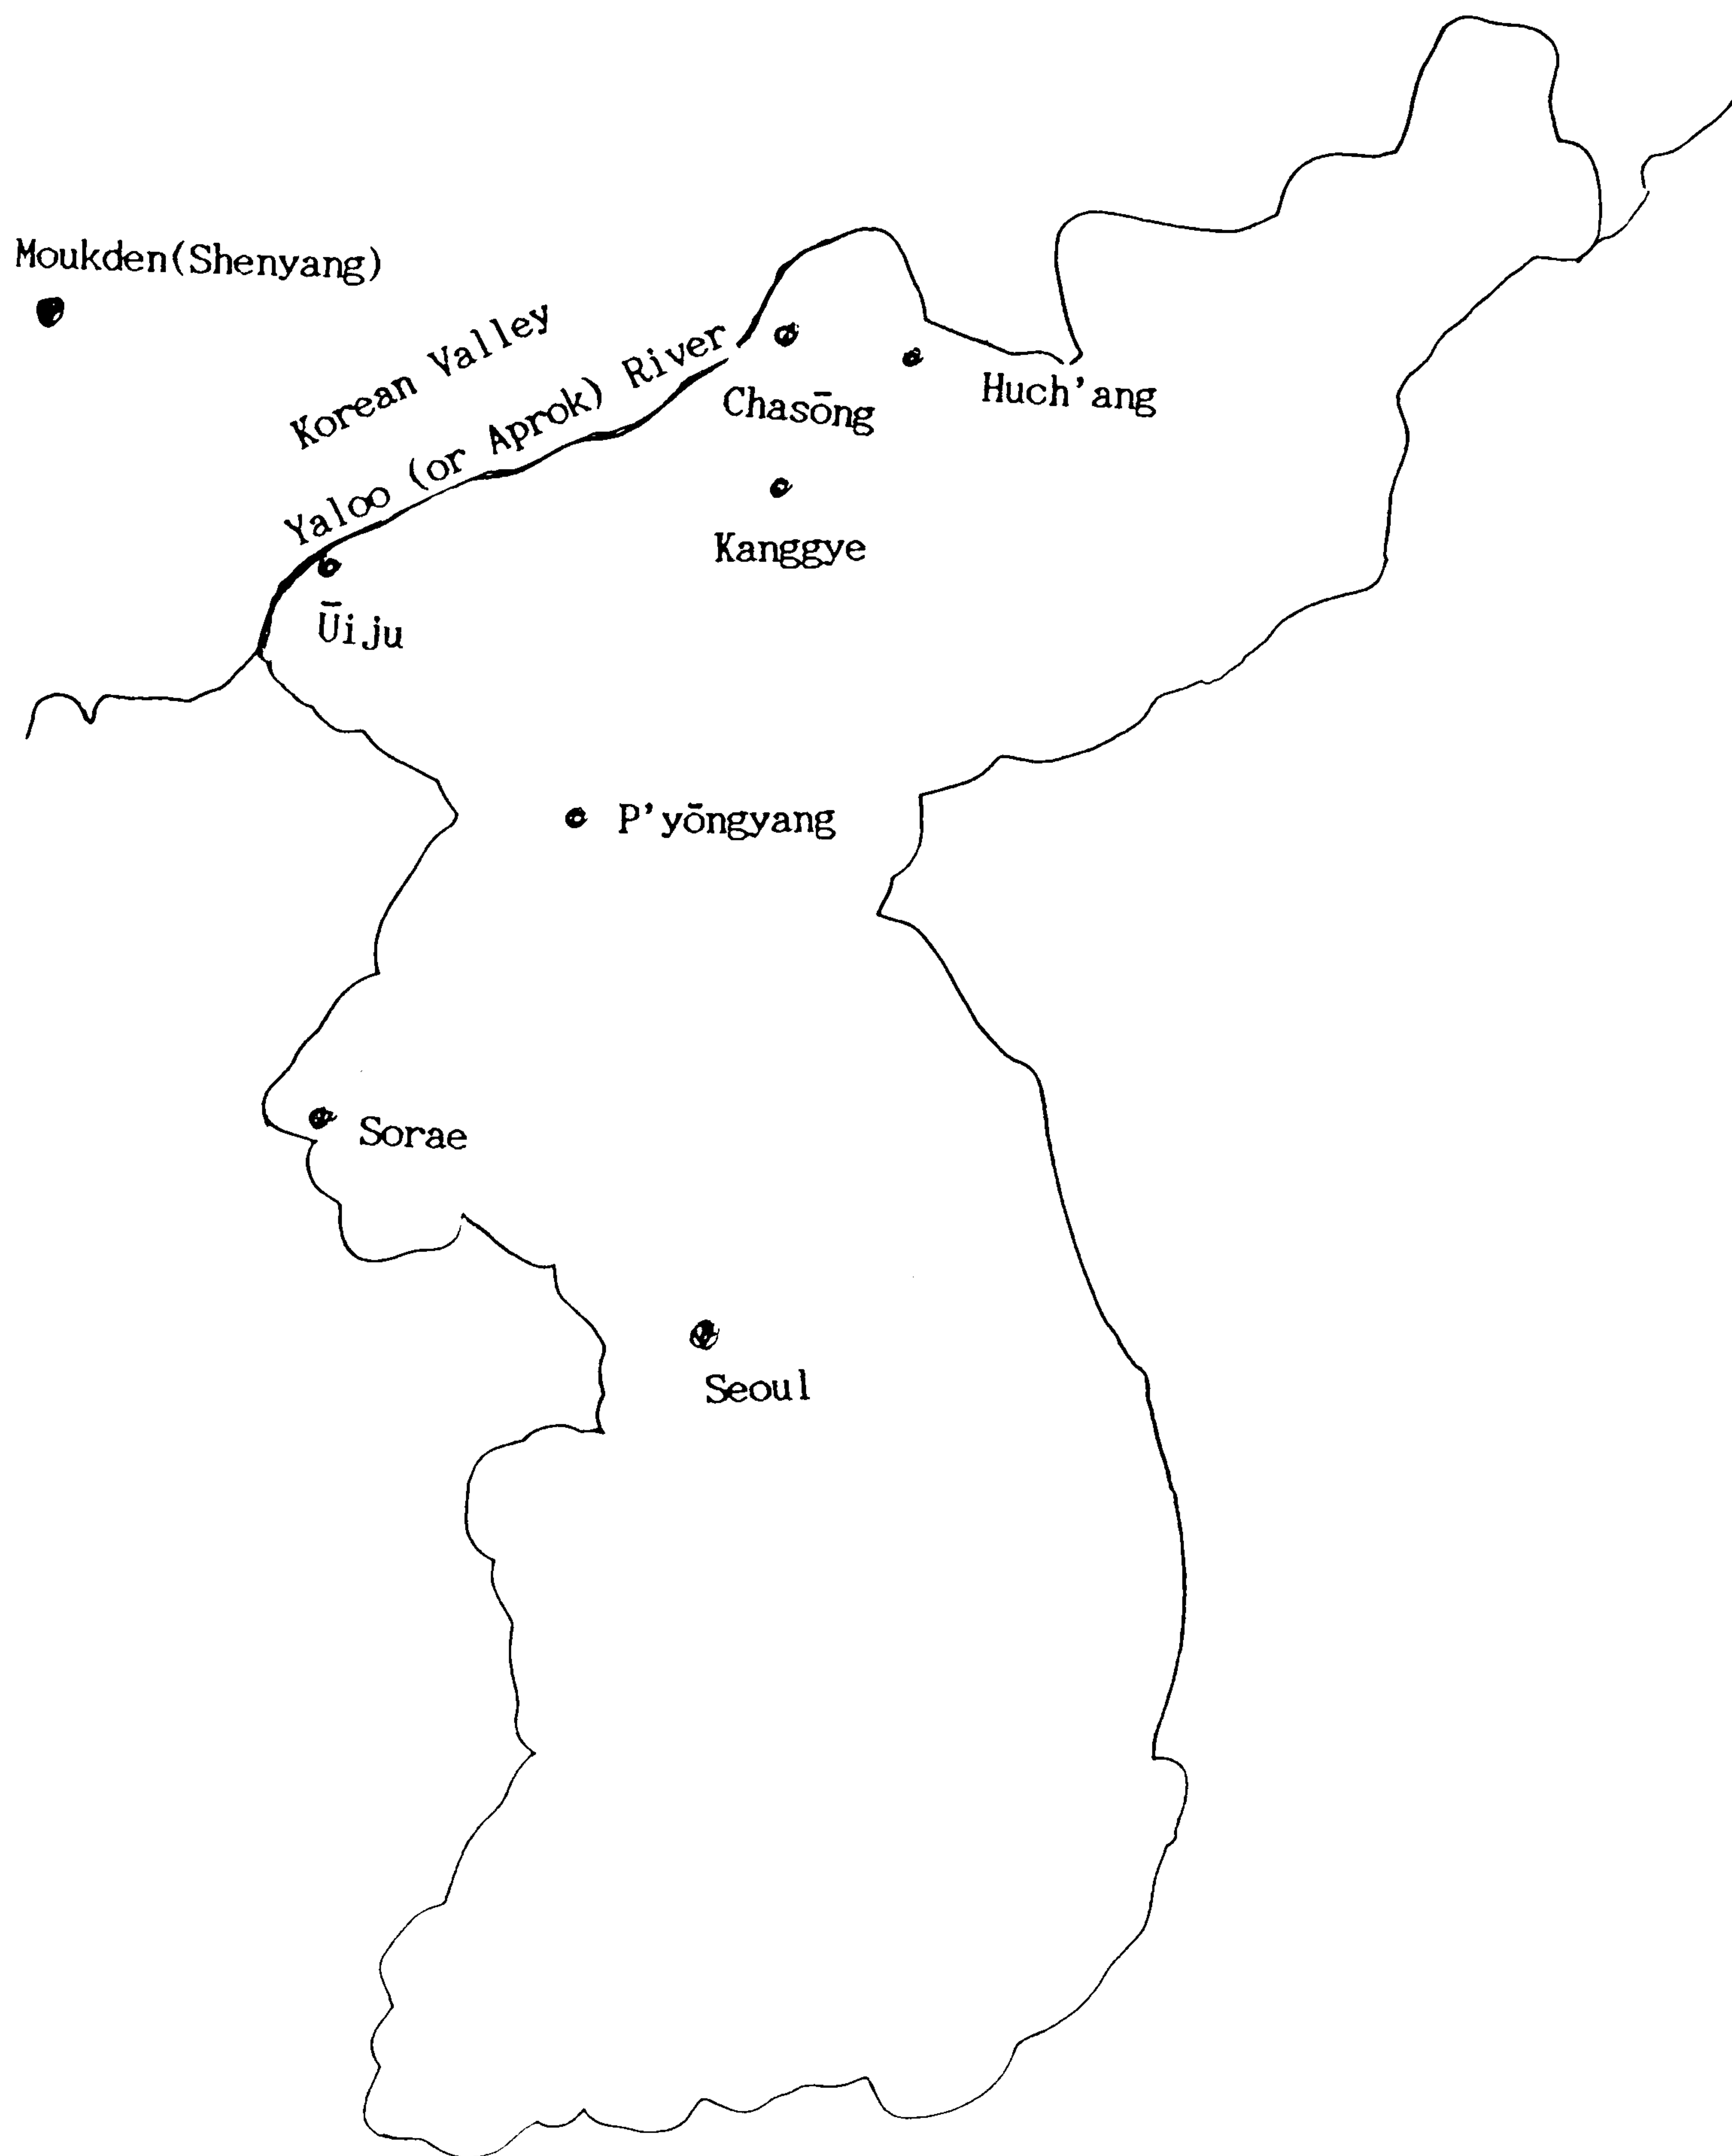 Moukden(Shenyang)
Korean Valley
Yaloo (or Aprok) River
Chasōng
Huch'ang
Kanggye
Ūiju
P'yōngyang
Sorae
Seoul